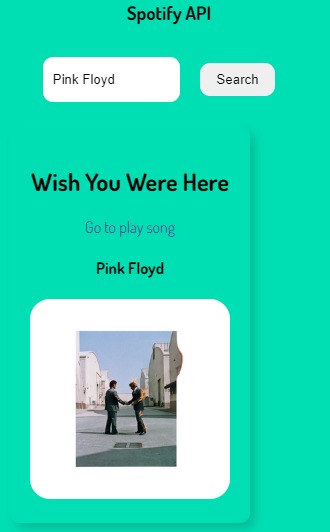 Spotify API
Pink Floyd
Search
Wish You Were Here
Go to play song
Pink Floyd